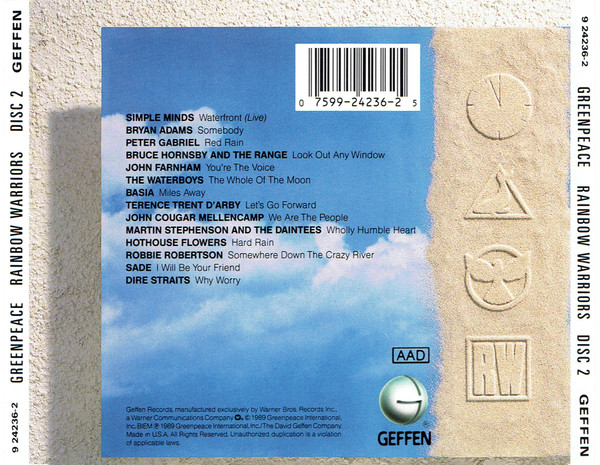 GEFFEN
GREENPEACE RAINBOW WARRIORS DISC 2
9 24236-2
0 7599-24236-2 5
SIMPLE MINDS Waterfront (Live)
BRYAN ADAMS Somebody
PETER GABRIEL Red Rain
BRUCE HORNSBY AND THE RANGE Look Out Any Window
JOHN FARNHAM You're The Voice
THE WATERBOYS The Whole Of The Moon
BASIA Miles Away
TERENCE TRENT D'ARBY Let's Go Forward
JOHN COUGAR MELLENCAMP We Are The People
MARTIN STEPHENSON AND THE DAINTEES Wholly Humble Heart
HOTHOUSE FLOWERS Hard Rain
ROBBIE ROBERTSON Somewhere Down The Crazy River
SADE I Will Be Your Friend
DIRE STRAITS Why Worry
AAD
GEFFEN
®
Geffen Records, manufactured exclusively by Warner Bros. Records Inc.,
a Warner Communications Company © 1989 Greenpeace International,
Inc. BIEM ℗ 1989 Greenpeace International, Inc./The David Geffen Company.
Made in U.S.A. All Rights Reserved. Unauthorized duplication is a violation
of applicable laws.
RW
9 24236-2
GREENPEACE RAINBOW WARRIORS DISC 2
GEFFEN